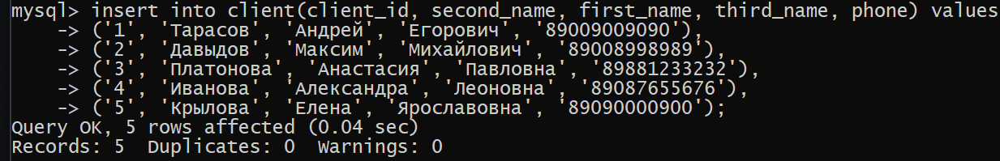 mysql> insert into client(client_id, second_name, first_name, third_name, phone) values
-> ('1', 'Тарасов', 'Андрей', 'Егорович', '89009009090'),
-> ('2', 'Давыдов', 'Максим', 'Михайлович', '89008998989'),
-> ('3', 'Платонова', 'Анастасия', 'Павловна', '89881233232'),
-> ('4', 'Иванова', 'Александра', 'Леоновна', '89087655676'),
-> ('5', 'Крылова', 'Елена', 'Ярославовна', '89090000900');
Query OK, 5 rows affected (0.04 sec)
Records: 5  Duplicates: 0  Warnings: 0